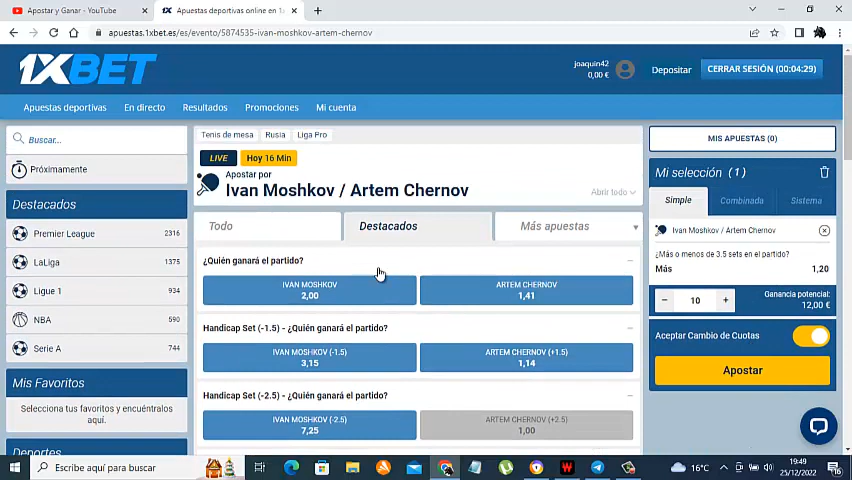 Apostar y Ganar - YouTube
Apuestas deportivas online en 1x
apuestas.1xbet.es/es/evento/5874535-ivan-moshkov-artem-chernov
1XBET
joaquin42
0,00 €
Depositar
CERRAR SESIÓN (00:04:29)
Apuestas deportivas
En directo
Resultados
Promociones
Mi cuenta
Buscar...
Próximamente
Destacados
Premier League 2316
LaLiga 1375
Ligue 1 934
NBA 590
Serie A 744
Mis Favoritos
Selecciona tus favoritos y encuéntralos
aquí.
Deportes
Tenis de mesa Rusia Liga Pro
LIVE Hoy 16 Min
Apostar por
Ivan Moshkov / Artem Chernov
Abrir todo
Todo
Destacados
Más apuestas
¿Quién ganará el partido?
IVAN MOSHKOV
2,00
ARTEM CHERNOV
1,41
Handicap Set (-1.5) - ¿Quién ganará el partido?
IVAN MOSHKOV (-1.5)
3,15
ARTEM CHERNOV (+1.5)
1,14
Handicap Set (-2.5) - ¿Quién ganará el partido?
IVAN MOSHKOV (-2.5)
7,25
ARTEM CHERNOV (+2.5)
1,00
MIS APUESTAS (0)
Mi selección (1)
Simple
Combinada
Sistema
Ivan Moshkov / Artem Chernov
¿Más o menos de 3.5 sets en el partido?
Más 1,20
− 10 +
Ganancia potencial:
12,00 €
Aceptar Cambio de Cuotas
Apostar
Escribe aquí para buscar
16°C
19:49
25/12/2022
16